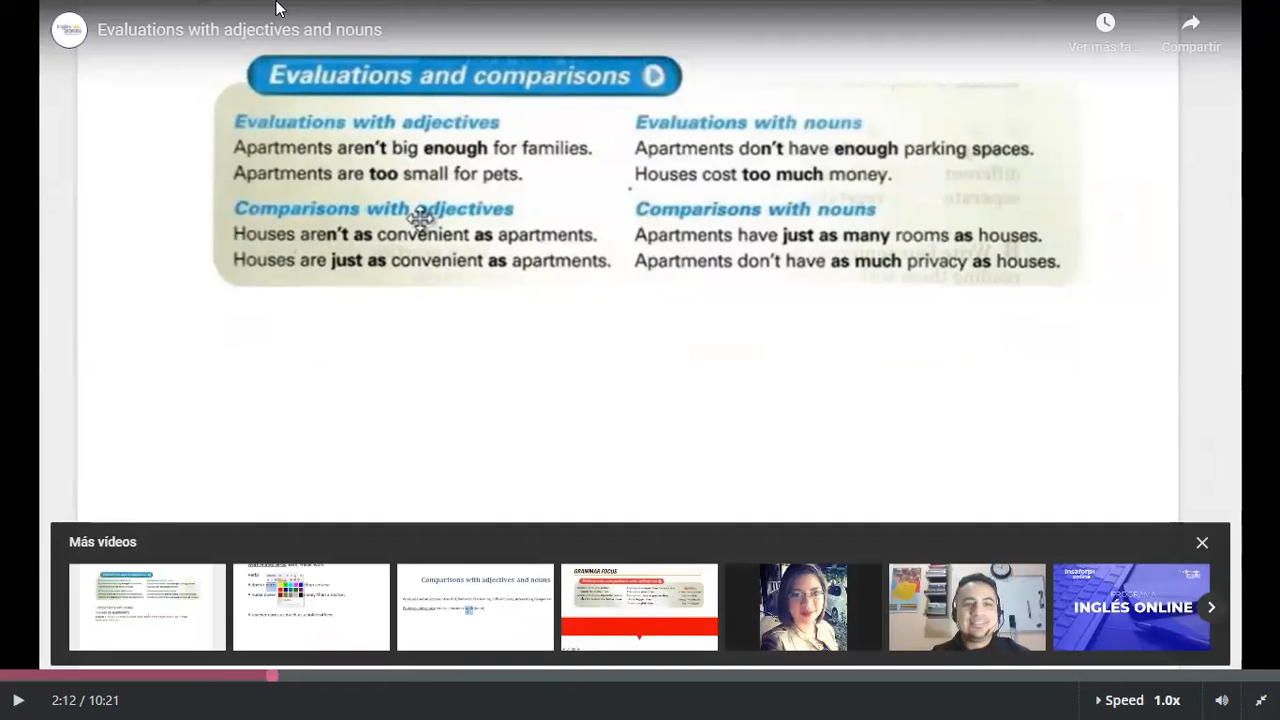 Evaluations with adjectives and nouns
Ver más ta...
Compartir
Evaluations and comparisons
Evaluations with adjectives
Apartments aren't big enough for families.
Apartments are too small for pets.
Comparisons with adjectives
Houses aren't as convenient as apartments.
Houses are just as convenient as apartments.
Evaluations with nouns
Apartments don't have enough parking spaces.
Houses cost too much money.
Comparisons with nouns
Apartments have just as many rooms as houses.
Apartments don't have as much privacy as houses.
Más vídeos
Comparisons with adjectives and nouns
GRAMMAR FOCUS
INGLÉS ONLINE
2:12 / 10:21
Speed 1.0x